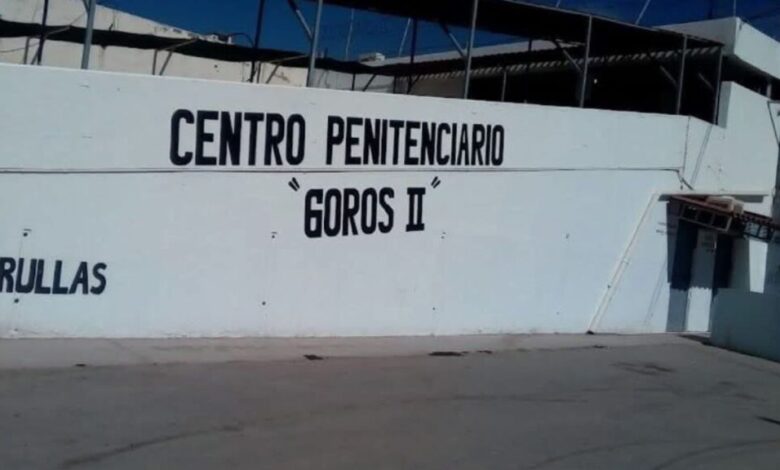 CENTRO PENITENCIARIO
"GOROS II"
RULLAS